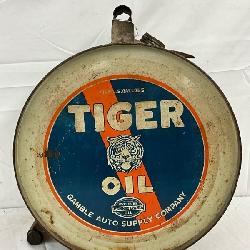 TIGER
OIL
GAMBLE AUTO SUPPLY COMPANY